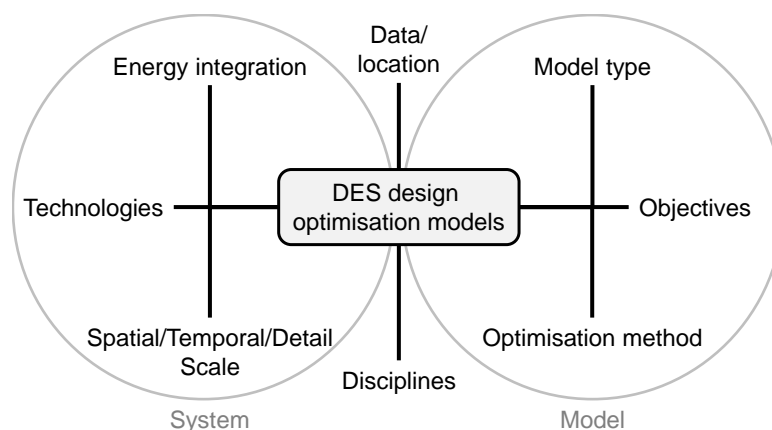 Data/
location
Energy integration
Model type
DES design
optimisation models
Technologies
Objectives
Spatial/Temporal/Detail
Scale
Optimisation method
Disciplines
System
Model